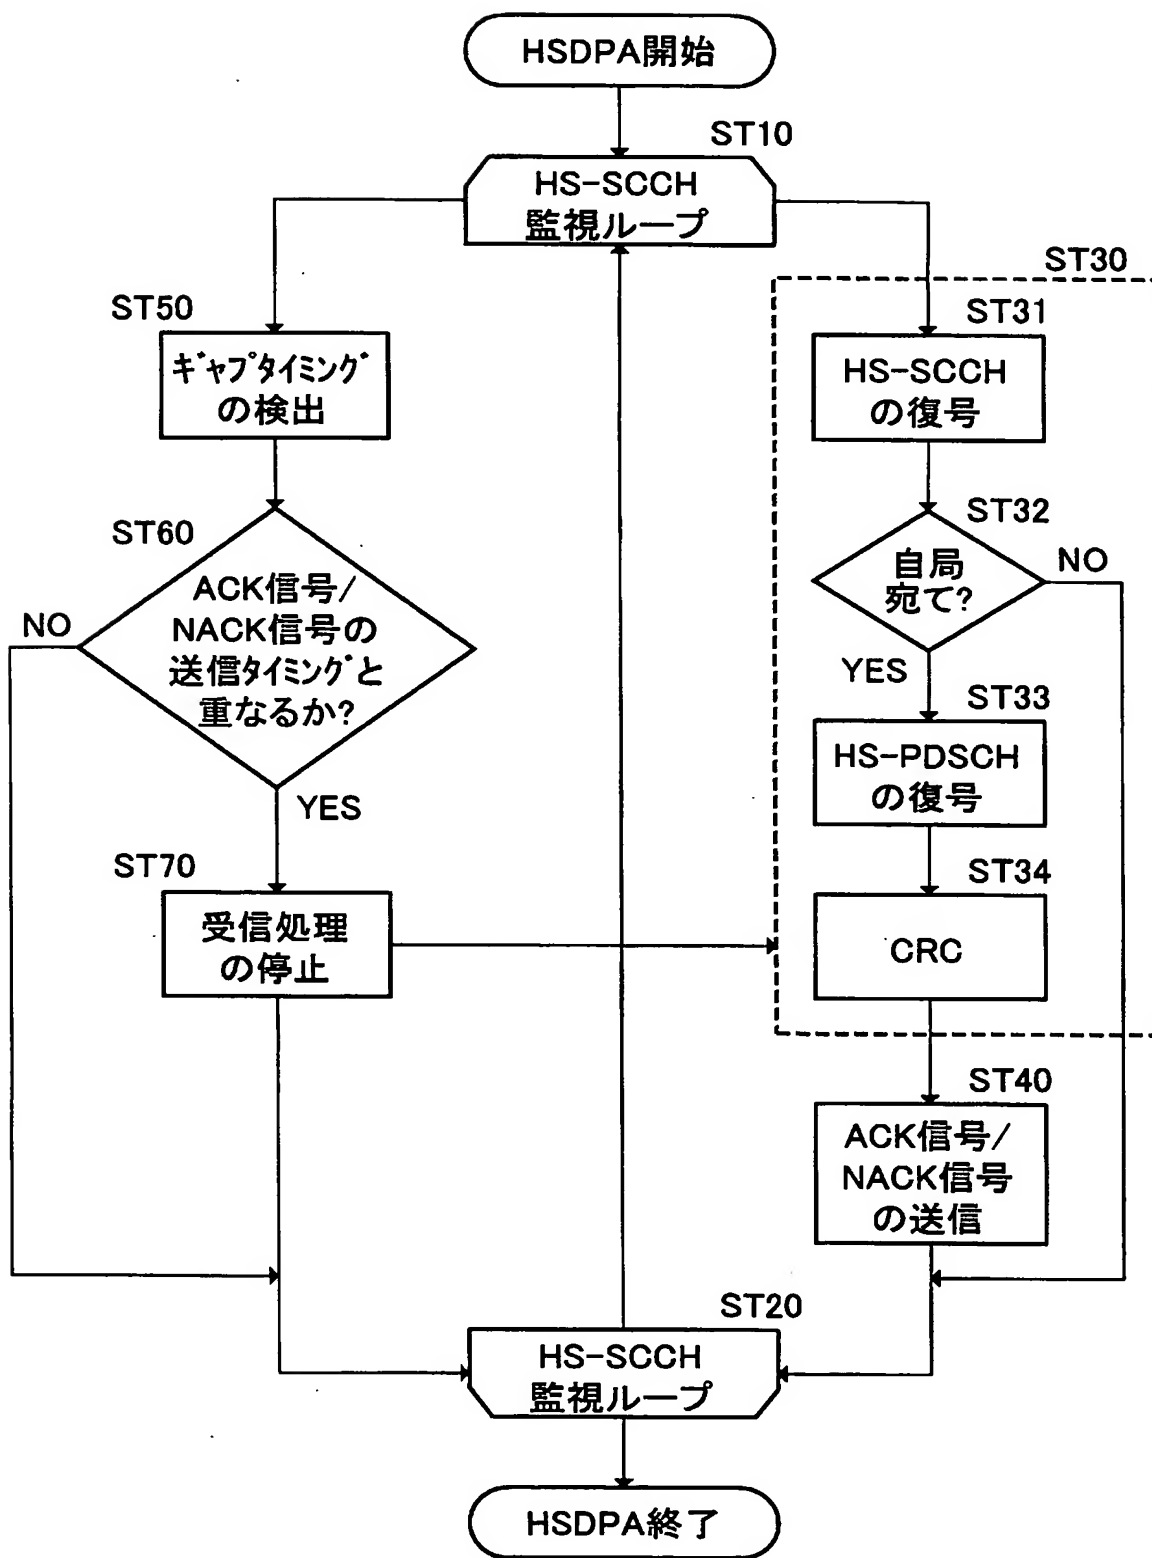 HSDPA開始
ST10
HS-SCCH
監視ループ
ST30
ST50
ギャプタイミング
の検出
ST31
HS-SCCH
の復号
ST60
ACK信号/
NACK信号の
送信タイミングと
重なるか?
NO
YES
ST32
自局
宛て?
NO
YES
ST33
HS-PDSCH
の復号
ST70
受信処理
の停止
ST34
CRC
ST40
ACK信号/
NACK信号
の送信
ST20
HS-SCCH
監視ループ
HSDPA終了